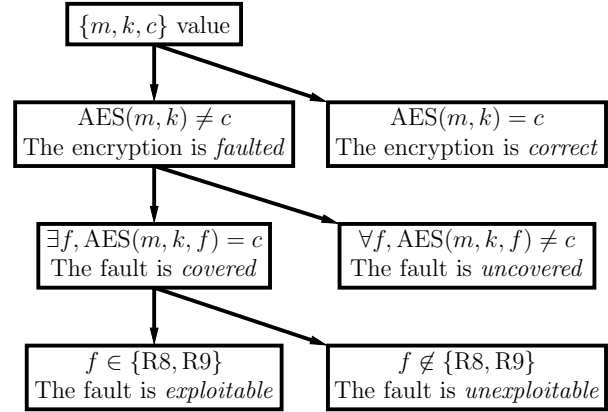 {m, k, c} value
AES(m, k) ≠ c
The encryption is faulted
AES(m, k) = c
The encryption is correct
∃f, AES(m, k, f) = c
The fault is covered
∀f, AES(m, k, f) ≠ c
The fault is uncovered
f ∈ {R8, R9}
The fault is exploitable
f ∉ {R8, R9}
The fault is unexploitable